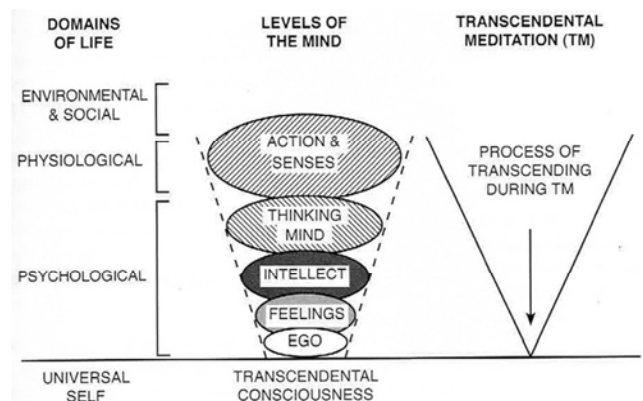 DOMAINS
OF LIFE
LEVELS OF
THE MIND
TRANSCENDENTAL
MEDITATION (TM)
ENVIRONMENTAL
& SOCIAL
PHYSIOLOGICAL
PSYCHOLOGICAL
UNIVERSAL
SELF
ACTION &
SENSES
THINKING
MIND
INTELLECT
FEELINGS
EGO
TRANSCENDENTAL
CONSCIOUSNESS
PROCESS OF
TRANSCENDING
DURING TM